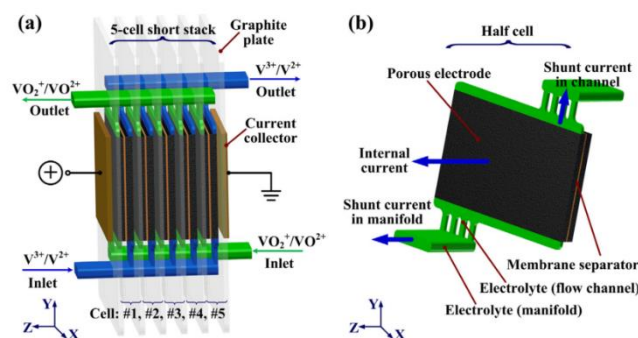 (a)
5-cell short stack
Graphite
plate
V³⁺/V²⁺
Outlet
VO₂⁺/VO²⁺
Outlet
Current
collector
VO₂⁺/VO²⁺
Inlet
V³⁺/V²⁺
Inlet
Cell: #1, #2, #3, #4, #5
Y
Z
X
(b)
Half cell
Porous electrode
Shunt current
in channel
Internal
current
Shunt current
in manifold
Membrane separator
Electrolyte (flow channel)
Electrolyte (manifold)
Y
Z
X